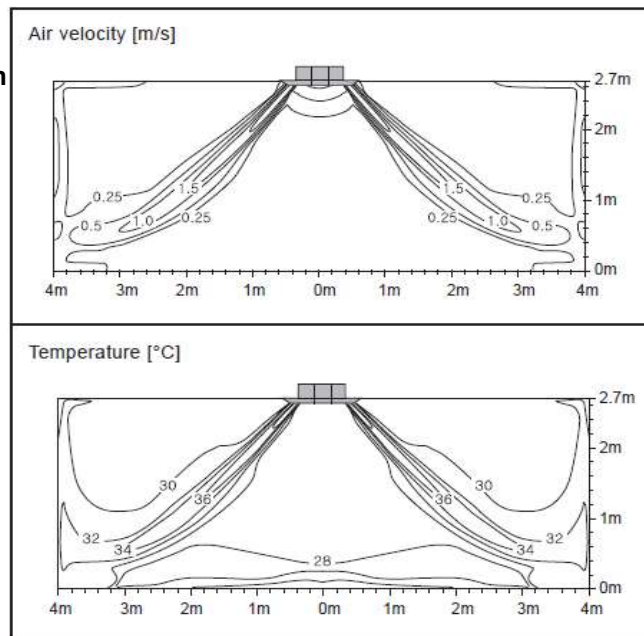 Air velocity [m/s]
n
2.7m
2m
0.25 1.5 1.5 0.25
1m
0.5 1.0 0.25 0.25 1.0 0.5
0m
4m 3m 2m 1m 0m 1m 2m 3m 4m
Temperature [°C]
2.7m
2m
30 36 36 30
1m
32 34 34 32
28
0m
4m 3m 2m 1m 0m 1m 2m 3m 4m